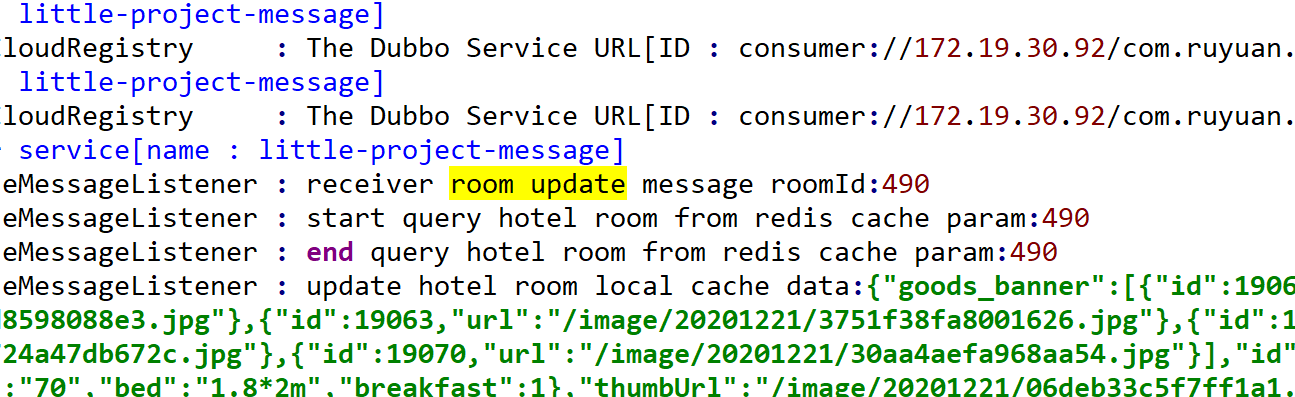 little-project-message]
CloudRegistry : The Dubbo Service URL[ID : consumer://172.19.30.92/com.ruyuan.
little-project-message]
CloudRegistry : The Dubbo Service URL[ID : consumer://172.19.30.92/com.ruyuan.
service[name : little-project-message]
eMessageListener : receiver room update message roomId:490
eMessageListener : start query hotel room from redis cache param:490
eMessageListener : end query hotel room from redis cache param:490
eMessageListener : update hotel room local cache data:{"goods_banner":[{"id":1906
d8598088e3.jpg"},{"id":19063,"url":"/image/20201221/3751f38fa8001626.jpg"},{"id":1
724a47db672c.jpg"},{"id":19070,"url":"/image/20201221/30aa4aefa968aa54.jpg"}],"id"
:"70","bed":"1.8*2m","breakfast":1},"thumbUrl":"/image/20201221/06deb33c5f7ff1a1.